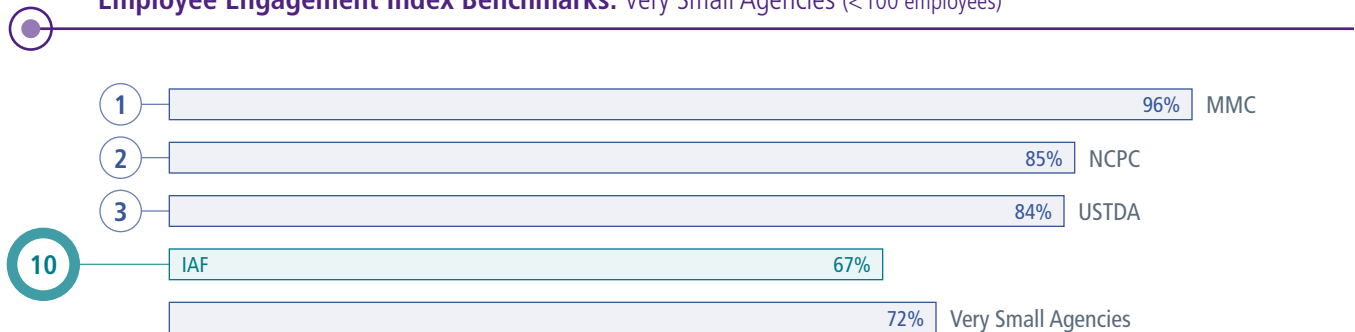 Employee Engagement Index Benchmarks: Very Small Agencies (<100 employees)
1 96% MMC
2 85% NCPC
3 84% USTDA
10 IAF 67%
72% Very Small Agencies